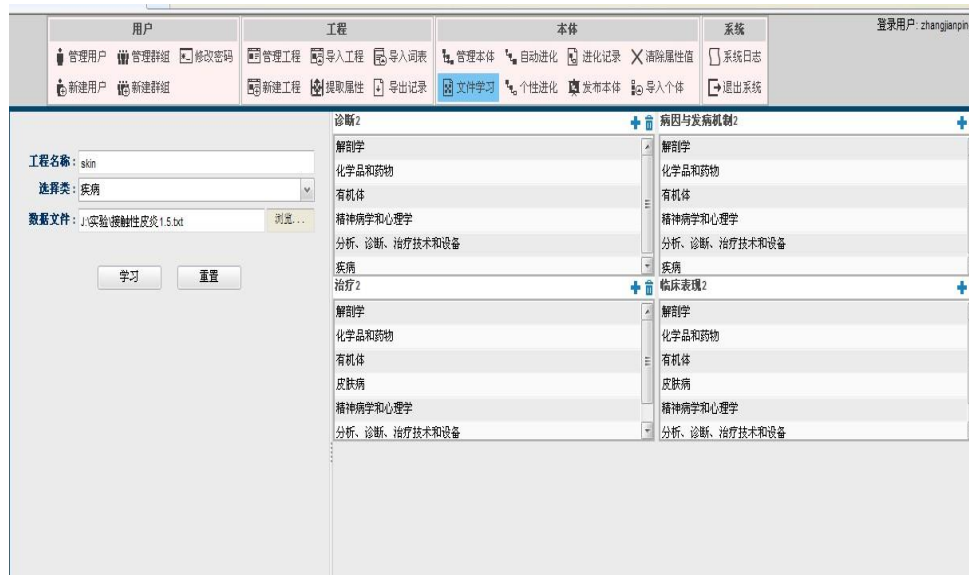 用户 工程 本体 系统 登录用户: zhangjianpin
管理用户 管理群组 修改密码 管理工程 导入工程 导入词表 管理本体 自动进化 进化记录 清除属性值 系统日志
新建用户 新建群组 新建工程 提取属性 导出记录 文件学习 个性进化 发布本体 导入个体 退出系统
工程名称: skin
选择类: 疾病
数据文件: J:\实验\接触性皮炎1.5.txt 浏览...
学习 重置
诊断2
解剖学
化学品和药物
有机体
精神病学和心理学
分析、诊断、治疗技术和设备
疾病
病因与发病机制2
解剖学
化学品和药物
有机体
精神病学和心理学
分析、诊断、治疗技术和设备
疾病
治疗2
解剖学
化学品和药物
有机体
皮肤病
精神病学和心理学
分析、诊断、治疗技术和设备
临床表现2
解剖学
化学品和药物
有机体
皮肤病
精神病学和心理学
分析、诊断、治疗技术和设备